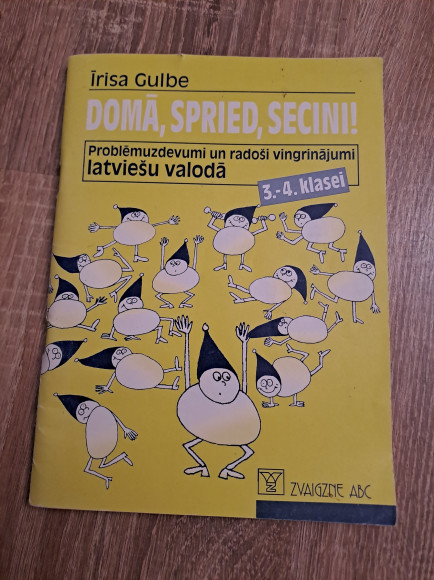 Īrisa Gulbe
DOMĀ, SPRIED, SECINI!
Problēmuzdevumi un radoši vingrinājumi
latviešu valodā
3.-4. klasei
ZVAIGZNE ABC